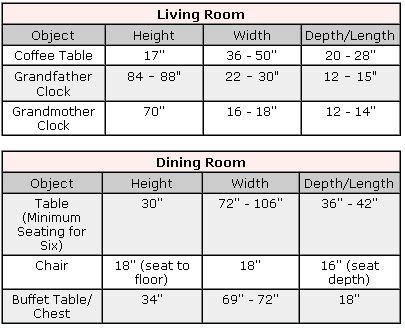 Living Room
Object Height Width Depth/Length
Coffee Table 17" 36 - 50" 20 - 28"
Grandfather 84 - 88" 22 - 30" 12 - 15"
Clock
Grandmother 70" 16 - 18" 12 - 14"
Clock
Dining Room
Object Height Width Depth/Length
Table 30" 72" - 106" 36" - 42"
(Minimum
Seating for
Six)
Chair 18" (seat to 18" 16" (seat
floor) depth)
Buffet Table/ 34" 69" - 72" 18"
Chest